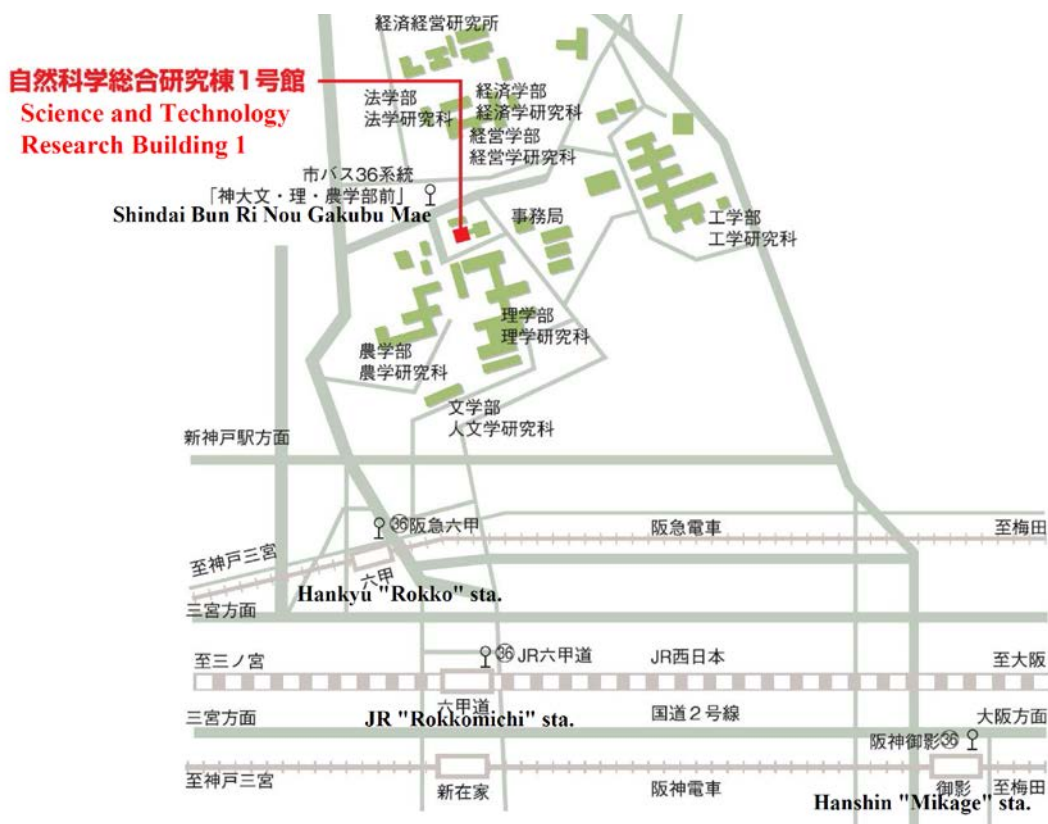 経済経営研究所
自然科学総合研究棟1号館
Science and Technology
Research Building 1
法学部
法学研究科
経済学部
経済学研究科
経営学部
経営学研究科
市バス36系統
「神大文・理・農学部前」
Shindai Bun Ri Nou Gakubu Mae
事務局
工学部
工学研究科
理学部
理学研究科
農学部
農学研究科
文学部
人文学研究科
新神戸駅方面
㊱阪急六甲
阪急電車
至梅田
至神戸三宮
六甲
Hankyu "Rokko" sta.
三宮方面
㊱JR六甲道
至三ノ宮
JR西日本
至大阪
六甲道
JR "Rokkomichi" sta.
三宮方面
国道2号線
大阪方面
阪神御影㊱
至神戸三宮
新在家
阪神電車
御影
至梅田
Hanshin "Mikage" sta.